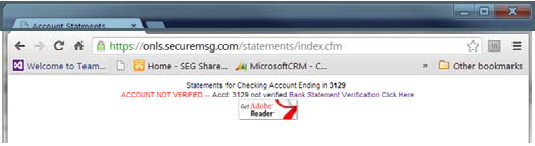 Account Statments
https://onls.securemsg.com/statements/index.cfm
Welcome to Team... Home - SEG Share... MicrosoftCRM - C... » Other bookmarks
Statements for Checking Account Ending in 3129
ACCOUNT NOT VERIFIED -- Acct: 3129 not verified Bank Statement Verification Click Here
Get Adobe
Reader